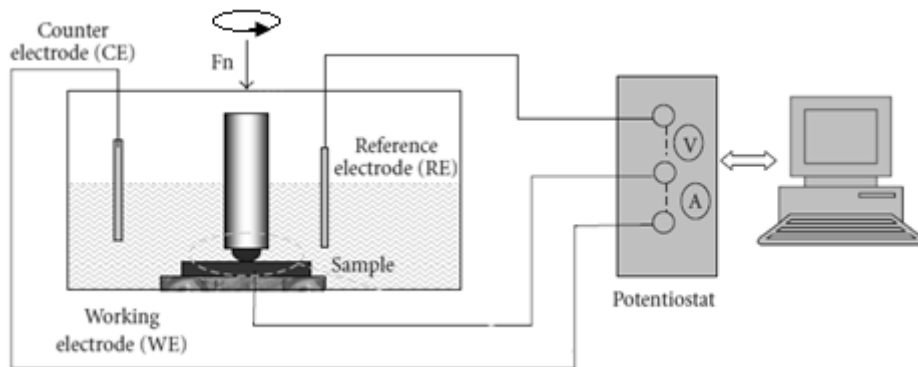 Counter
electrode (CE)
Fn
Reference
electrode (RE)
V
A
Sample
Potentiostat
Working
electrode (WE)